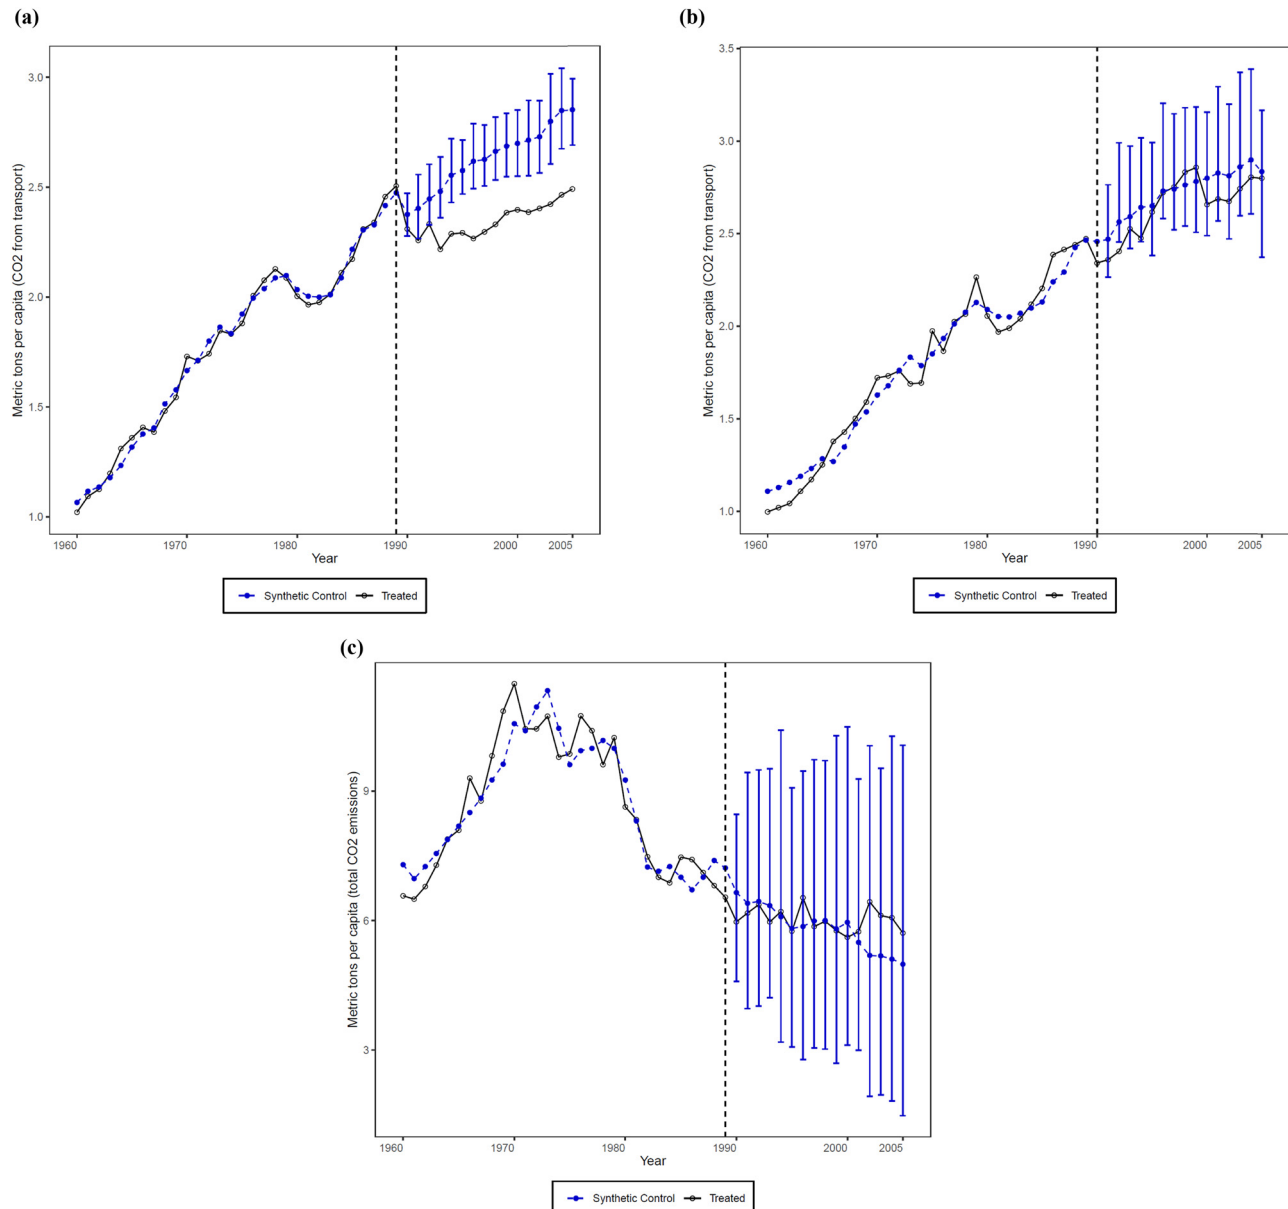 (a)
Metric tons per capita (CO2 from transport)
3.0
2.5
2.0
1.5
1.0
1960 1970 1980 1990 2000 2005
Year
Synthetic Control Treated
(b)
Metric tons per capita (CO2 from transport)
3.5
3.0
2.5
2.0
1.5
1.0
1960 1970 1980 1990 2000 2005
Year
Synthetic Control Treated
(c)
Metric tons per capita (total CO2 emissions)
9
6
3
1960 1970 1980 1990 2000 2005
Year
Synthetic Control Treated